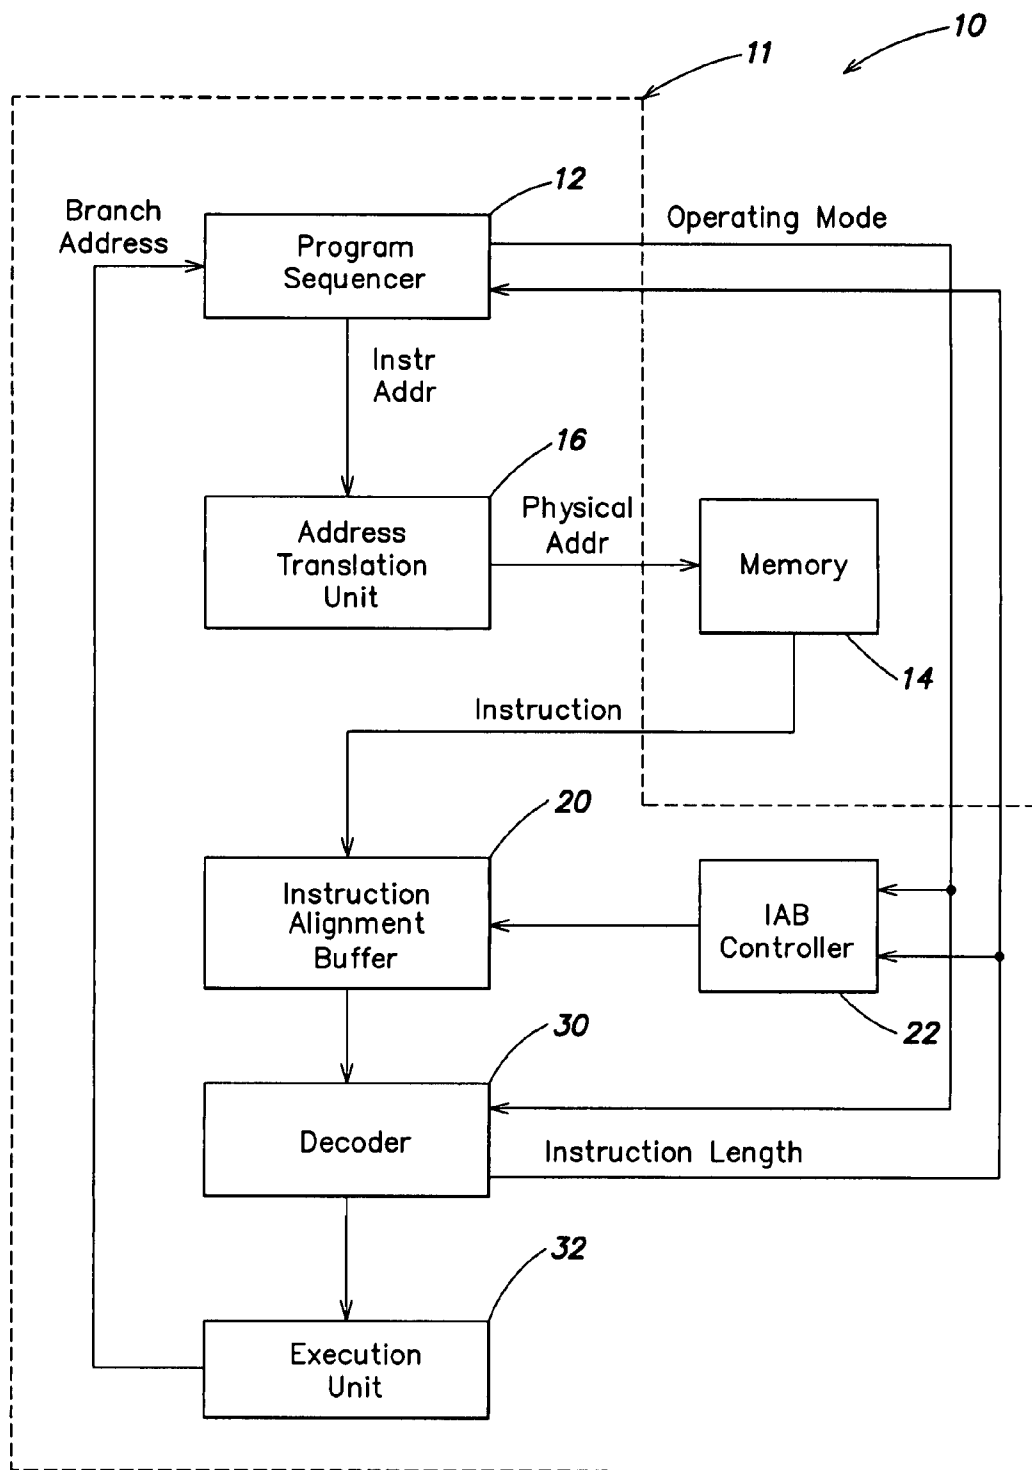 10
11
12
Branch
Address
Program
Sequencer
Operating Mode
Instr
Addr
16
Address
Translation
Unit
Physical
Addr
Memory
14
Instruction
20
Instruction
Alignment
Buffer
IAB
Controller
22
30
Decoder
Instruction Length
32
Execution
Unit